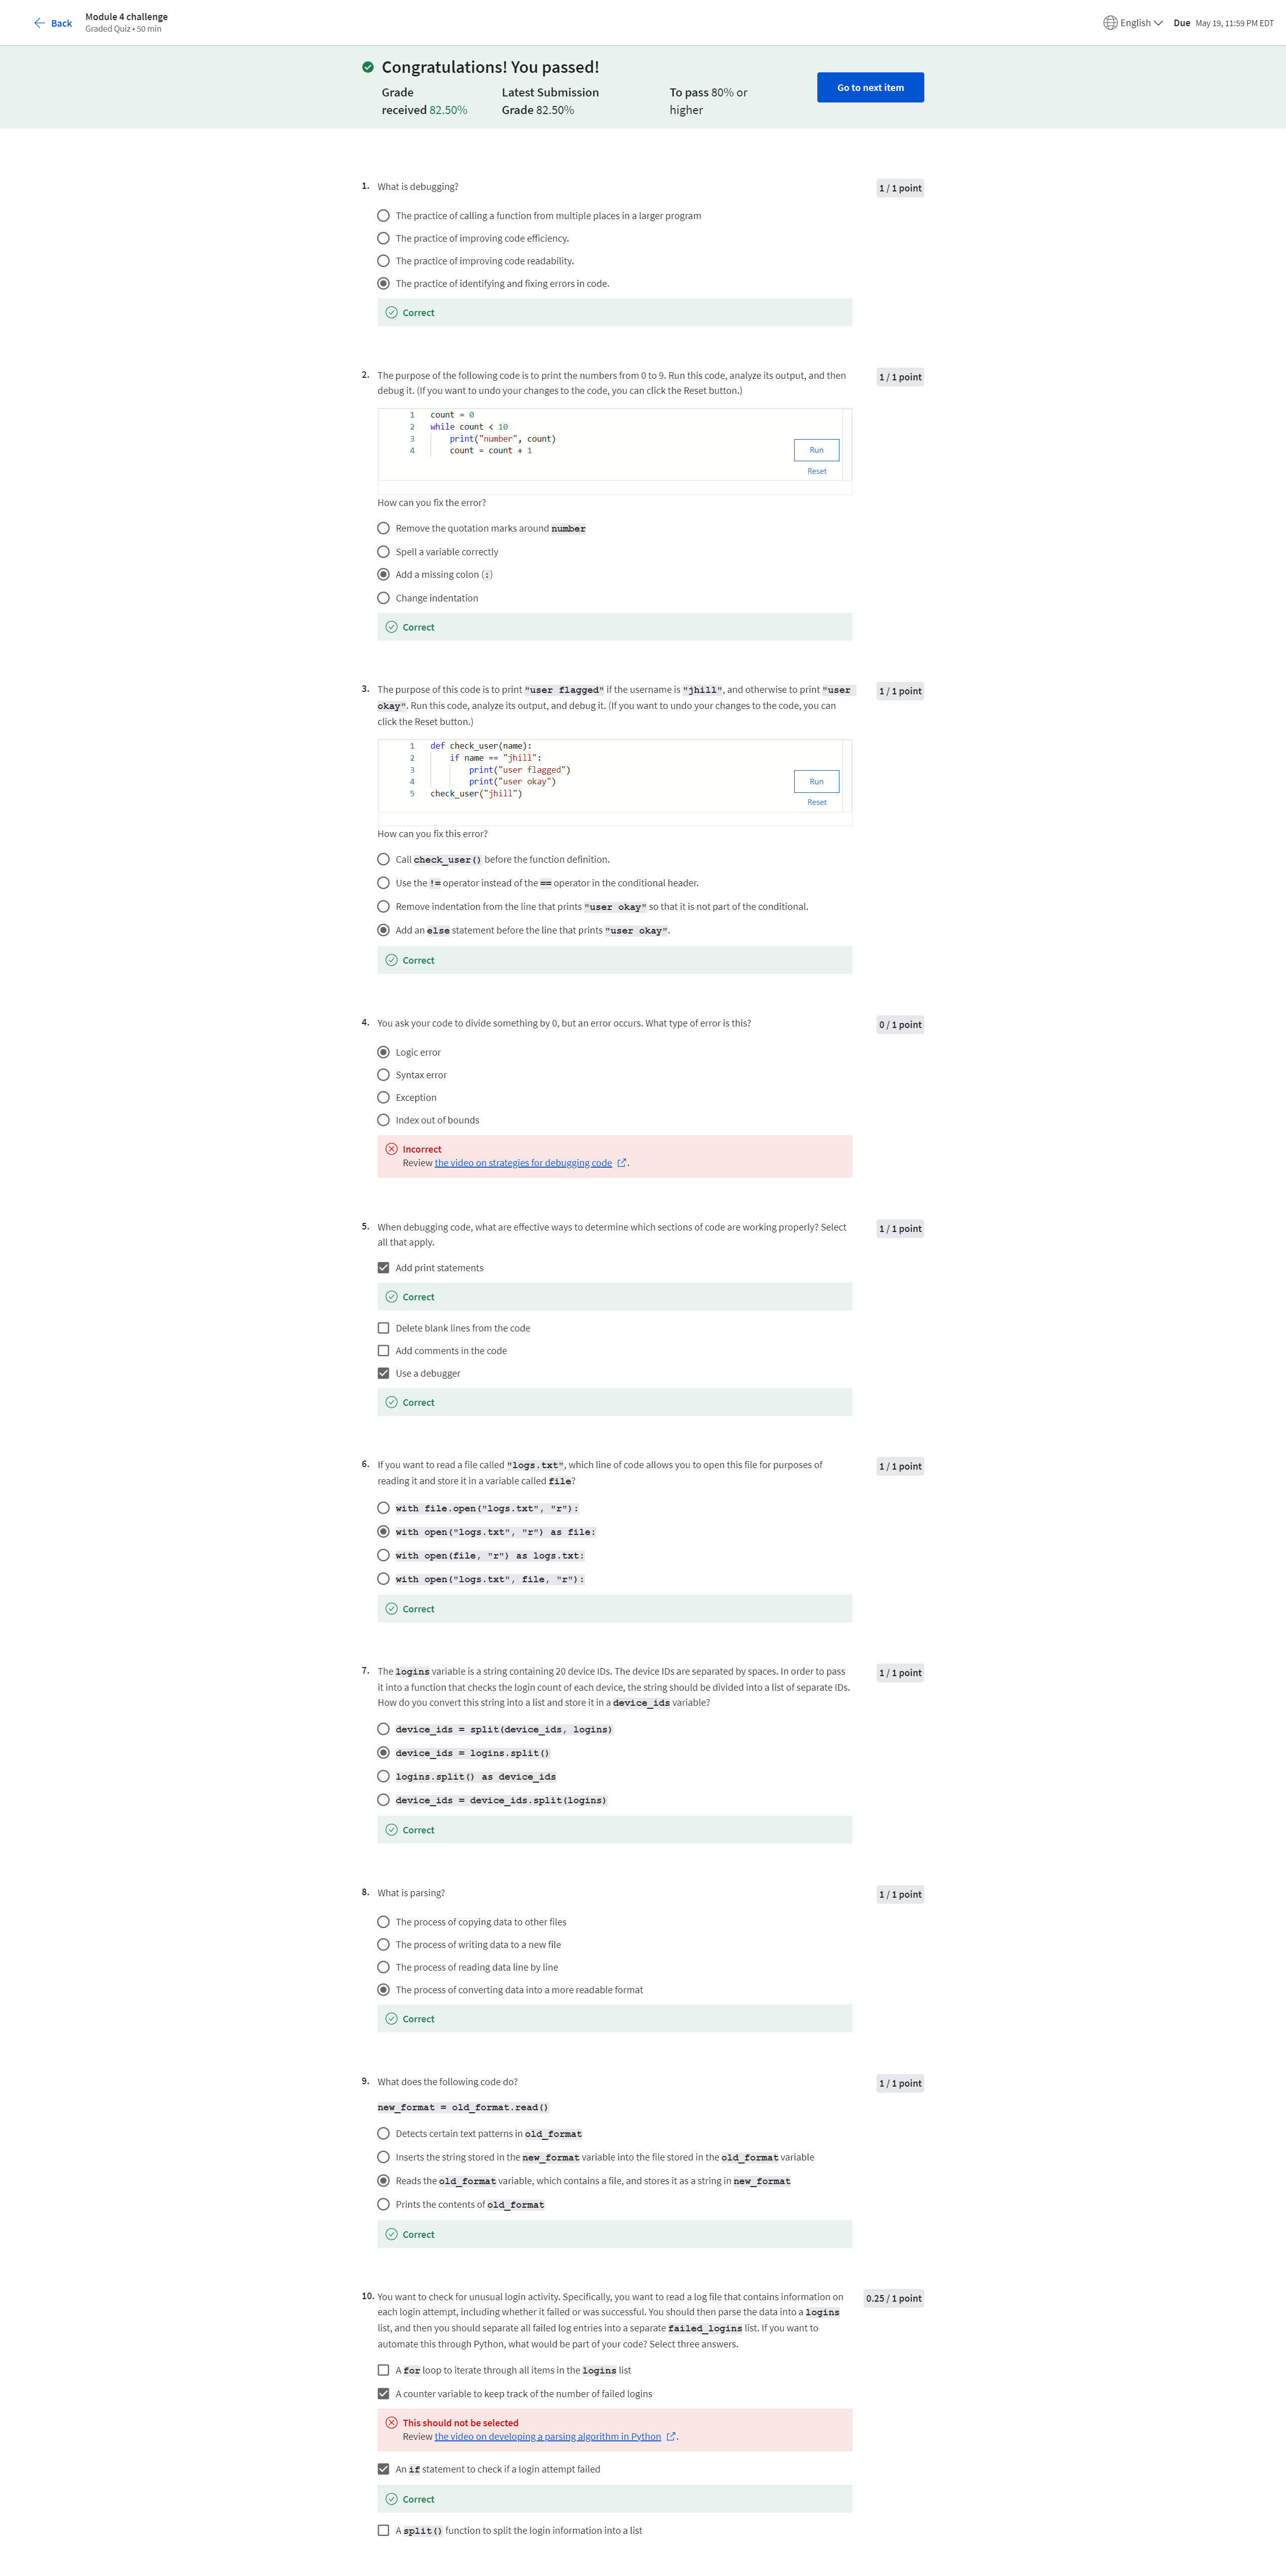 Back
Module 4 challenge
Graded Quiz • 50 min
English
Due May 19, 11:59 PM EDT
Congratulations! You passed!
Grade
received 82.50%
Latest Submission
Grade 82.50%
To pass 80% or
higher
Go to next item
1. What is debugging?
1 / 1 point
The practice of calling a function from multiple places in a larger program
The practice of improving code efficiency.
The practice of improving code readability.
The practice of identifying and fixing errors in code.
Correct
2. The purpose of the following code is to print the numbers from 0 to 9. Run this code, analyze its output, and then
debug it. (If you want to undo your changes to the code, you can click the Reset button.)
1 / 1 point
1 count = 0
2 while count < 10
3 print("number", count)
4 count = count + 1
Run
Reset
How can you fix the error?
Remove the quotation marks around number
Spell a variable correctly
Add a missing colon (:)
Change indentation
Correct
3. The purpose of this code is to print "user flagged" if the username is "jhill", and otherwise to print "user
okay". Run this code, analyze its output, and debug it. (If you want to undo your changes to the code, you can
click the Reset button.)
1 / 1 point
1 def check_user(name):
2 if name == "jhill":
3 print("user flagged")
4 print("user okay")
5 check_user("jhill")
Run
Reset
How can you fix this error?
Call check_user() before the function definition.
Use the != operator instead of the == operator in the conditional header.
Remove indentation from the line that prints "user okay" so that it is not part of the conditional.
Add an else statement before the line that prints "user okay".
Correct
4. You ask your code to divide something by 0, but an error occurs. What type of error is this?
0 / 1 point
Logic error
Syntax error
Exception
Index out of bounds
Incorrect
Review the video on strategies for debugging code .
5. When debugging code, what are effective ways to determine which sections of code are working properly? Select
all that apply.
1 / 1 point
Add print statements
Correct
Delete blank lines from the code
Add comments in the code
Use a debugger
Correct
6. If you want to read a file called "logs.txt", which line of code allows you to open this file for purposes of
reading it and store it in a variable called file?
1 / 1 point
with file.open("logs.txt", "r"):
with open("logs.txt", "r") as file:
with open(file, "r") as logs.txt:
with open("logs.txt", file, "r"):
Correct
7. The logins variable is a string containing 20 device IDs. The device IDs are separated by spaces. In order to pass
it into a function that checks the login count of each device, the string should be divided into a list of separate IDs.
How do you convert this string into a list and store it in a device_ids variable?
1 / 1 point
device_ids = split(device_ids, logins)
device_ids = logins.split()
logins.split() as device_ids
device_ids = device_ids.split(logins)
Correct
8. What is parsing?
1 / 1 point
The process of copying data to other files
The process of writing data to a new file
The process of reading data line by line
The process of converting data into a more readable format
Correct
9. What does the following code do?
1 / 1 point
new_format = old_format.read()
Detects certain text patterns in old_format
Inserts the string stored in the new_format variable into the file stored in the old_format variable
Reads the old_format variable, which contains a file, and stores it as a string in new_format
Prints the contents of old_format
Correct
10. You want to check for unusual login activity. Specifically, you want to read a log file that contains information on
each login attempt, including whether it failed or was successful. You should then parse the data into a logins
list, and then you should separate all failed log entries into a separate failed_logins list. If you want to
automate this through Python, what would be part of your code? Select three answers.
0.25 / 1 point
A for loop to iterate through all items in the logins list
A counter variable to keep track of the number of failed logins
This should not be selected
Review the video on developing a parsing algorithm in Python .
An if statement to check if a login attempt failed
Correct
A split() function to split the login information into a list